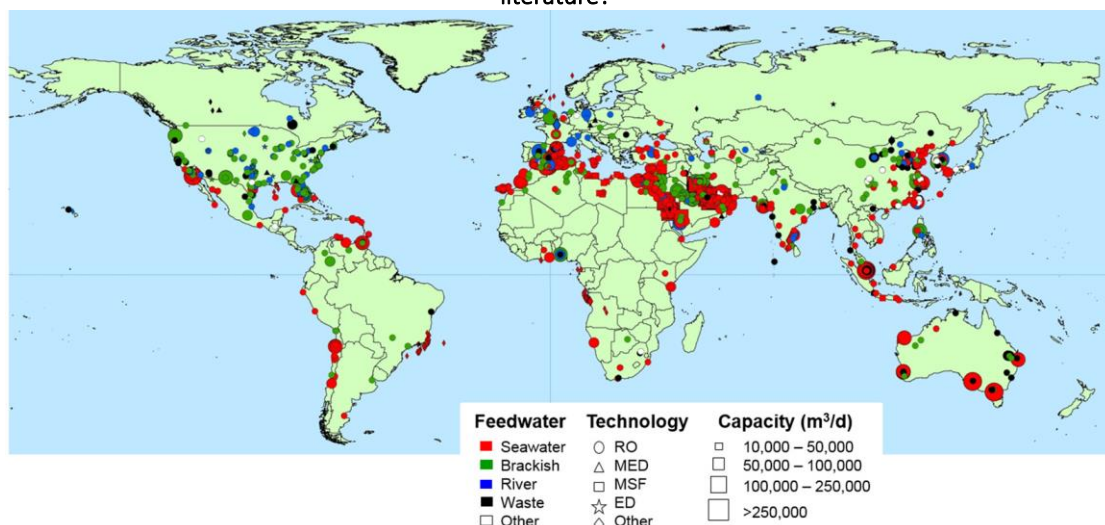 literature?
Feedwater Technology Capacity (m³/d)
Seawater RO 10,000 – 50,000
Brackish MED 50,000 – 100,000
River MSF 100,000 – 250,000
Waste ED >250,000
Other Other